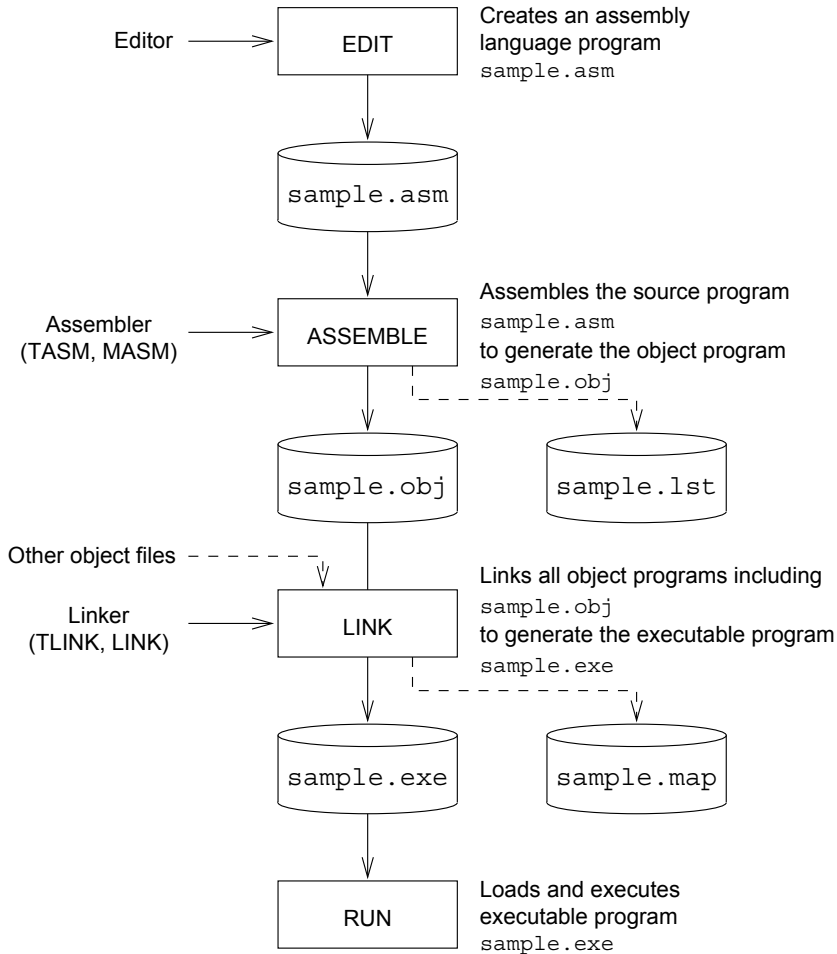 Editor
EDIT
Creates an assembly
language program
sample.asm
sample.asm
Assembler
(TASM, MASM)
ASSEMBLE
Assembles the source program
sample.asm
to generate the object program
sample.obj
sample.obj
sample.lst
Other object files
Linker
(TLINK, LINK)
LINK
Links all object programs including
sample.obj
to generate the executable program
sample.exe
sample.exe
sample.map
RUN
Loads and executes
executable program
sample.exe